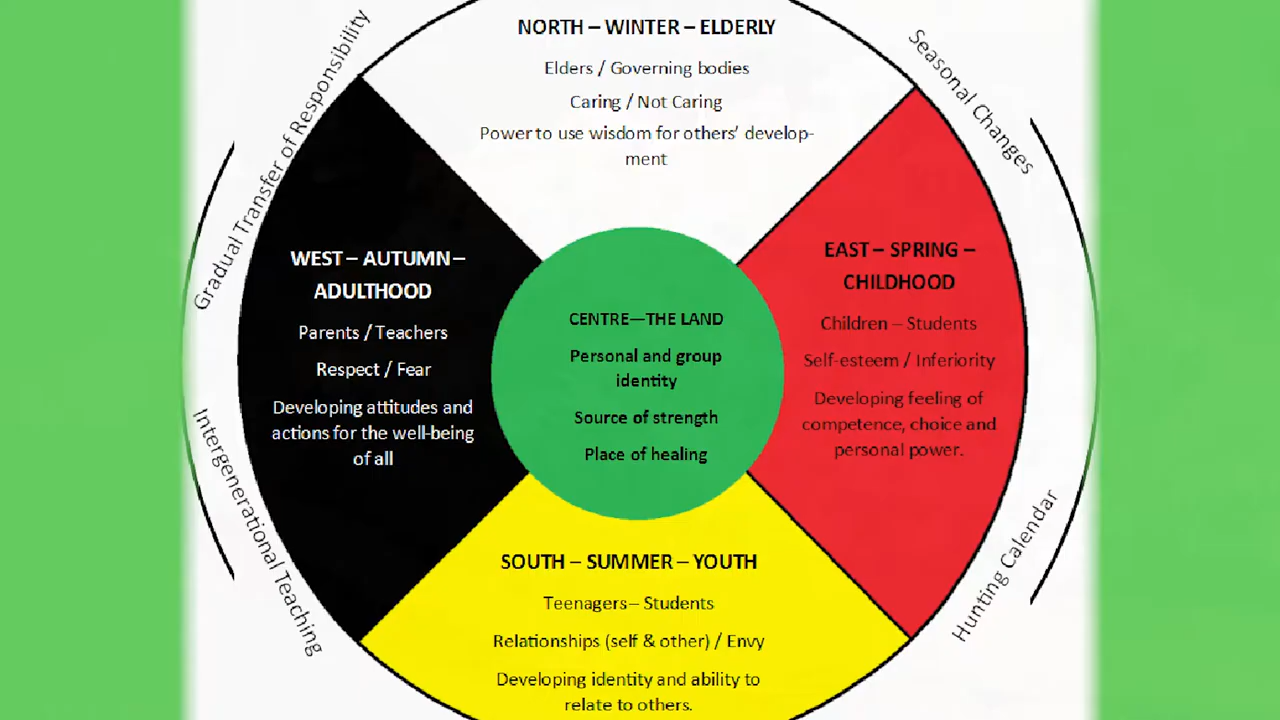 NORTH – WINTER – ELDERLY
Elders / Governing bodies
Caring / Not Caring
Power to use wisdom for others’ develop-
ment
Gradual Transfer of Responsibility
Seasonal Changes
WEST – AUTUMN –
ADULTHOOD
Parents / Teachers
Respect / Fear
Developing attitudes and
actions for the well-being
of all
CENTRE—THE LAND
Personal and group
identity
Source of strength
Place of healing
EAST – SPRING –
CHILDHOOD
Children – Students
Self-esteem / Inferiority
Developing feeling of
competence, choice and
personal power.
Intergenerational Teaching
Hunting Calendar
SOUTH – SUMMER – YOUTH
Teenagers– Students
Relationships (self & other) / Envy
Developing identity and ability to
relate to others.